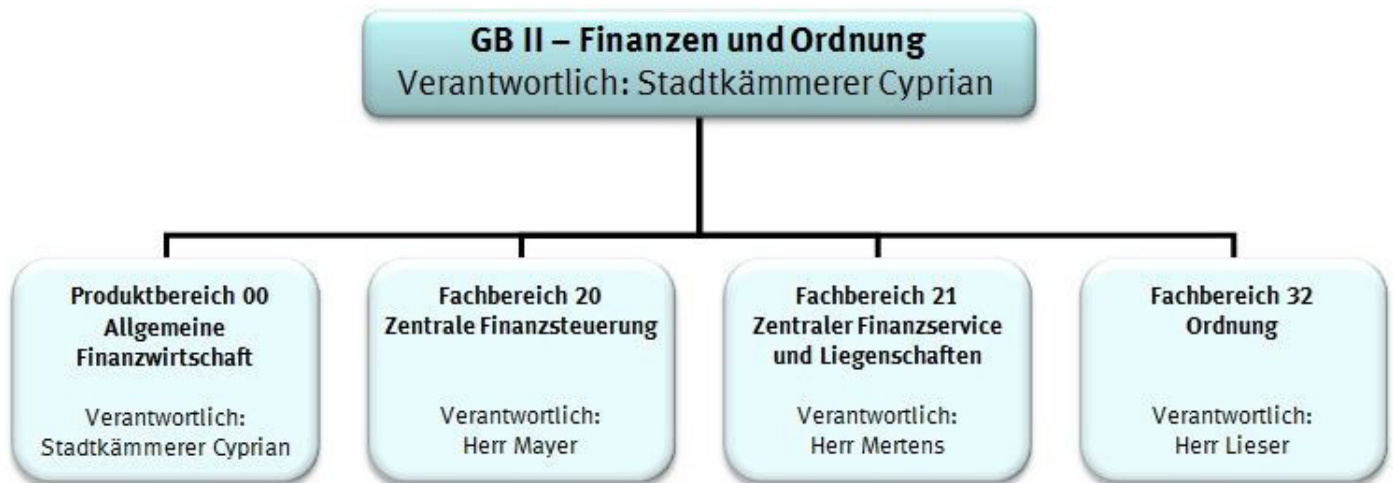 GB II – Finanzen und Ordnung
Verantwortlich: Stadtkämmerer Cyprian
Produktbereich 00
Allgemeine
Finanzwirtschaft
Verantwortlich:
Stadtkämmerer Cyprian
Fachbereich 20
Zentrale Finanzsteuerung
Verantwortlich:
Herr Mayer
Fachbereich 21
Zentraler Finanzservice
und Liegenschaften
Verantwortlich:
Herr Mertens
Fachbereich 32
Ordnung
Verantwortlich:
Herr Lieser